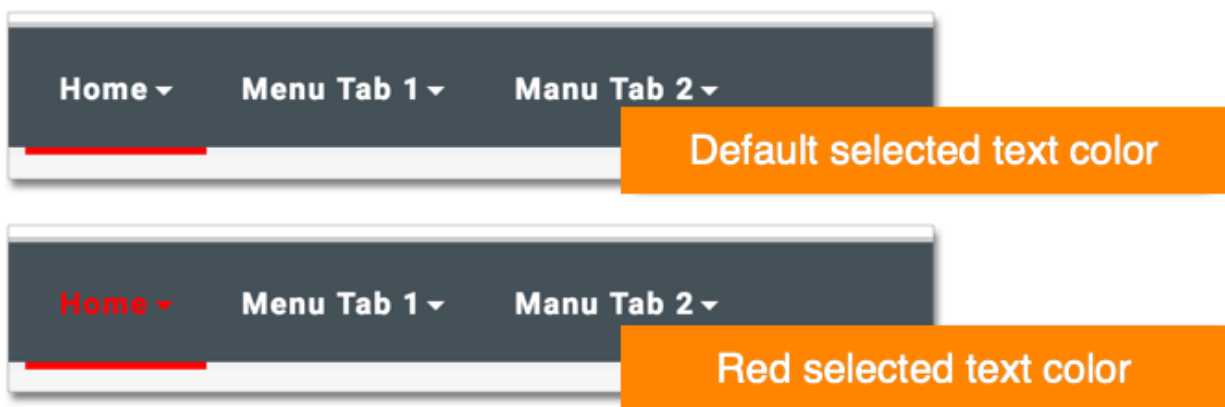 Home Menu Tab 1 Manu Tab 2
Default selected text color
Home Menu Tab 1 Manu Tab 2
Red selected text color